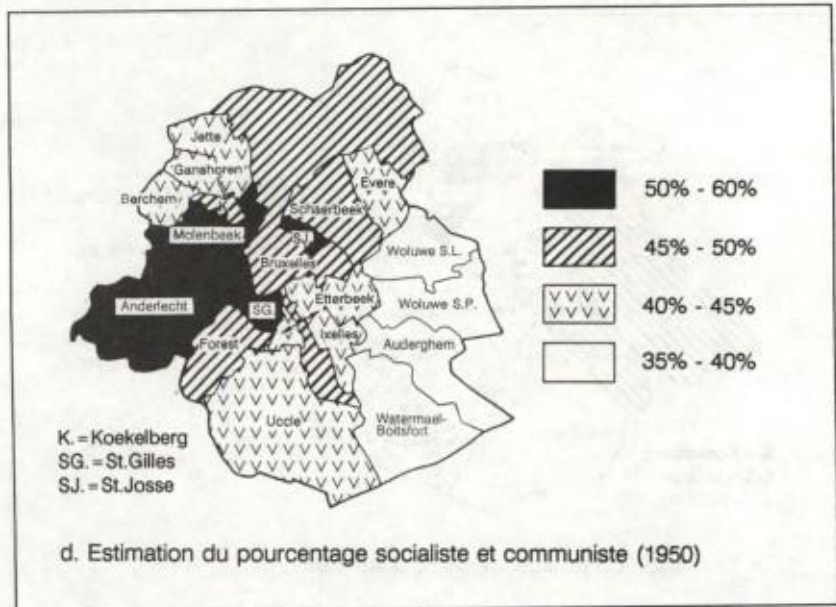 Jette
Ganshoren
Berchem
Evere
Schaerbeek
Molenbeek
SJ.
Woluwe S.L.
Bruxelles
Anderlecht
SG.
Etterbeek
Woluwe S.P.
Ixelles
Forest
Auderghem
Uccle
Watermael-
Boitsfort
50% - 60%
45% - 50%
40% - 45%
35% - 40%
K. = Koekelberg
SG. = St.Gilles
SJ. = St.Josse
d. Estimation du pourcentage socialiste et communiste (1950)